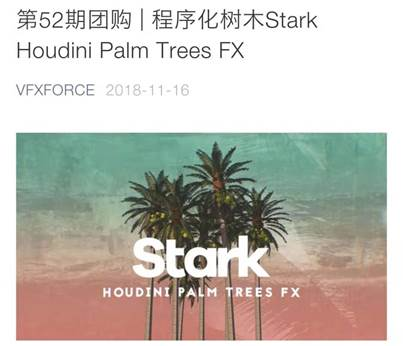 第52期团购 | 程序化树木Stark
Houdini Palm Trees FX
VFXFORCE 2018-11-16
Stark
HOUDINI PALM TREES FX